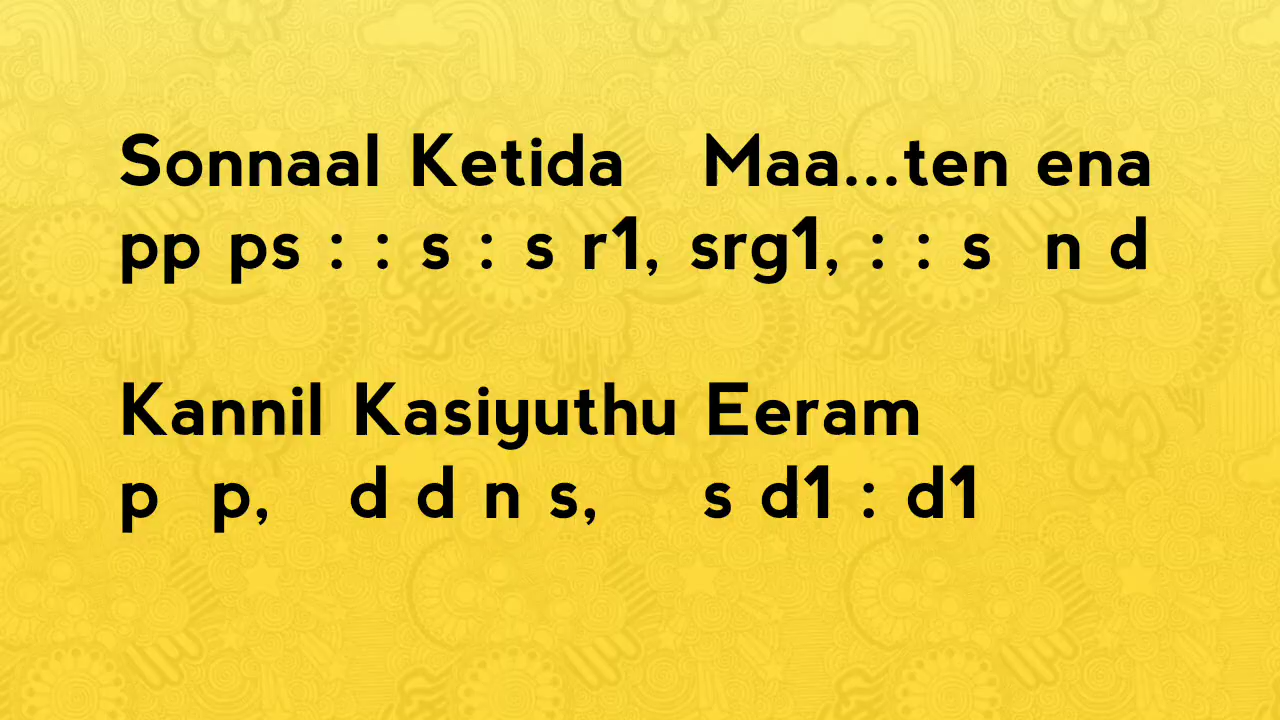 Sonnaal Ketida Maa...ten ena
pp ps : : s : s r1, srg1, : : s n d
Kannil Kasiyuthu Eeram
p p, d d n s, s d1 : d1